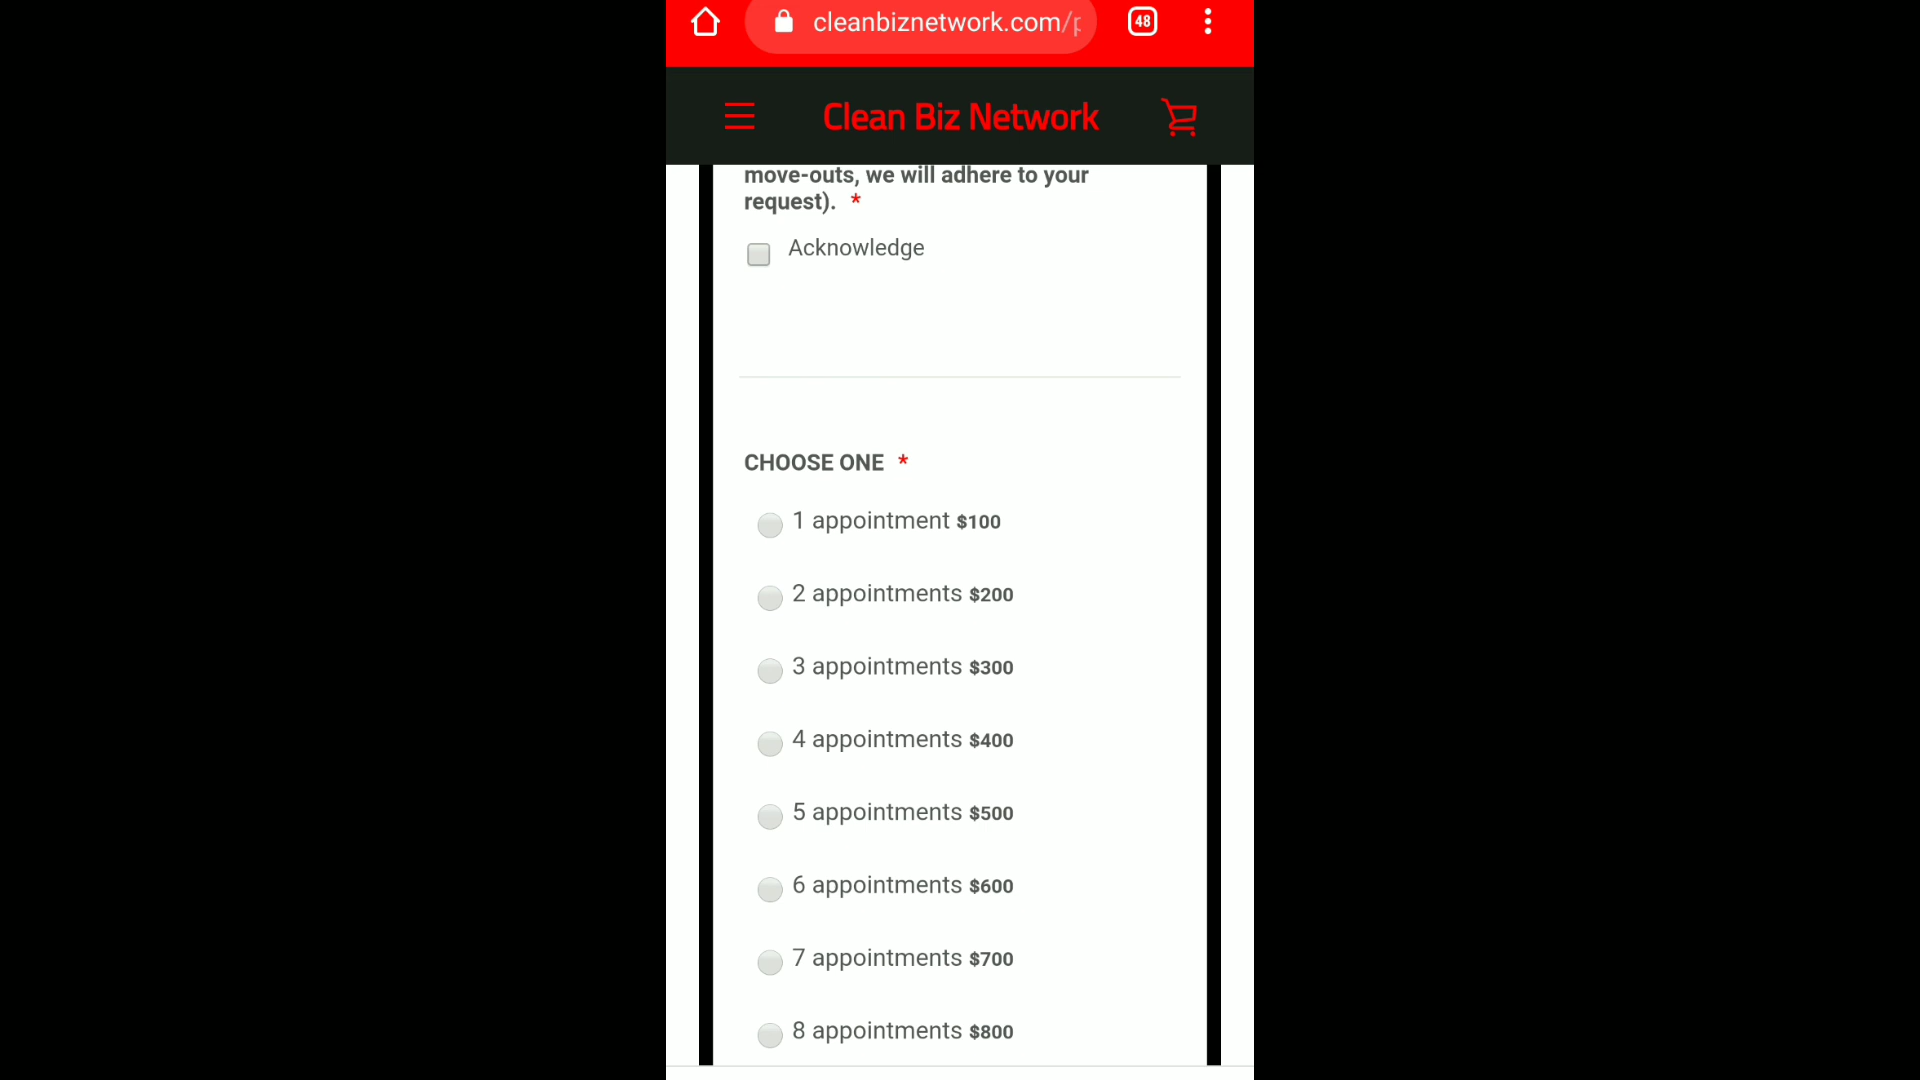 cleanbiznetwork.com/p
48
Clean Biz Network
move-outs, we will adhere to your
request). *
Acknowledge
CHOOSE ONE *
1 appointment $100
2 appointments $200
3 appointments $300
4 appointments $400
5 appointments $500
6 appointments $600
7 appointments $700
8 appointments $800